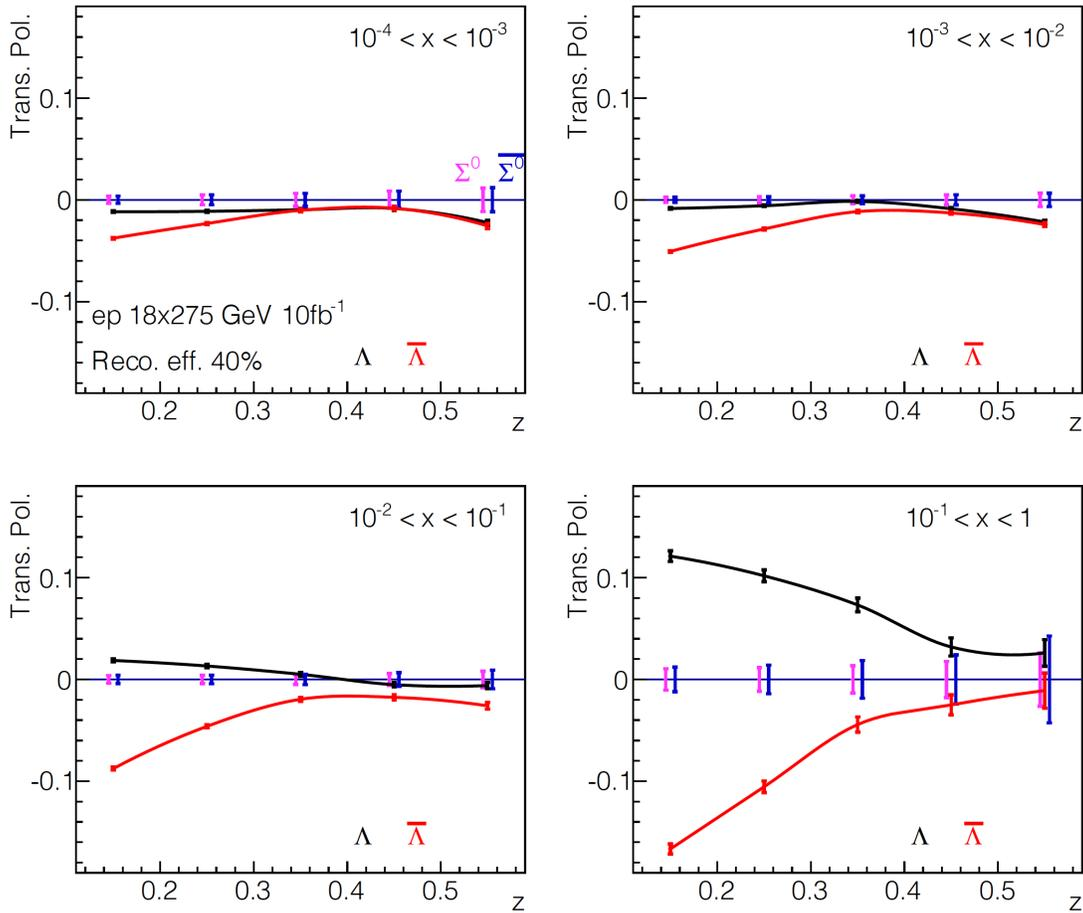 Trans. Pol.
10⁻⁴ < x < 10⁻³
0.1
Σ⁰ Σ̅⁰
0
-0.1
ep 18x275 GeV 10fb⁻¹
Reco. eff. 40%
Λ Λ̅
0.2 0.3 0.4 0.5
z
Trans. Pol.
10⁻³ < x < 10⁻²
0.1
0
-0.1
Λ Λ̅
0.2 0.3 0.4 0.5
z
Trans. Pol.
10⁻² < x < 10⁻¹
0.1
0
-0.1
Λ Λ̅
0.2 0.3 0.4 0.5
z
Trans. Pol.
10⁻¹ < x < 1
0.1
0
-0.1
Λ Λ̅
0.2 0.3 0.4 0.5
z